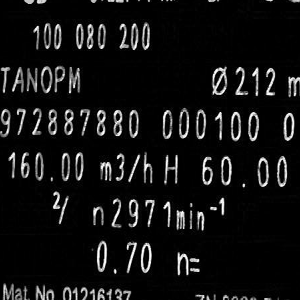 100 080 200
TANOPM Ø212 m
972887880 000100 0
160.00 m3/h H 60.00
2/ n2971min-1
0.70 n=
Mat. No. 01216137